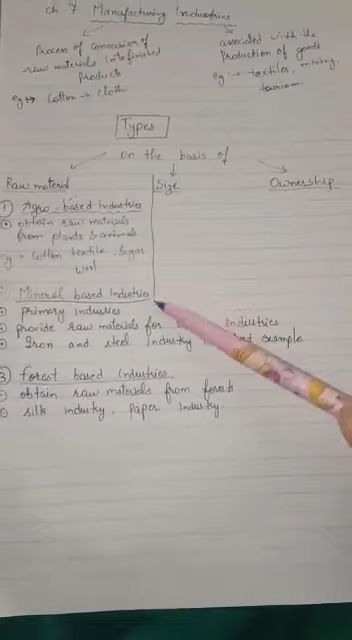 Ch 7 Manufacturing Industries
Process of conversion of
raw materials into finished
Products
eg → Cotton → cloth
associated with the
Production of goods
eg → textiles,
tourism
Types
On the basis of
Raw material
Size
Ownership
① Agro based Industries
obtain raw materials
from plants & animals
eg → Cotton textile, Sugar
Mineral based Industries
primary industries
provide raw materials for Industries
Iron and steel industry example
③ Forest based Industries
obtain raw materials from forests
silk industry, Paper Industry.